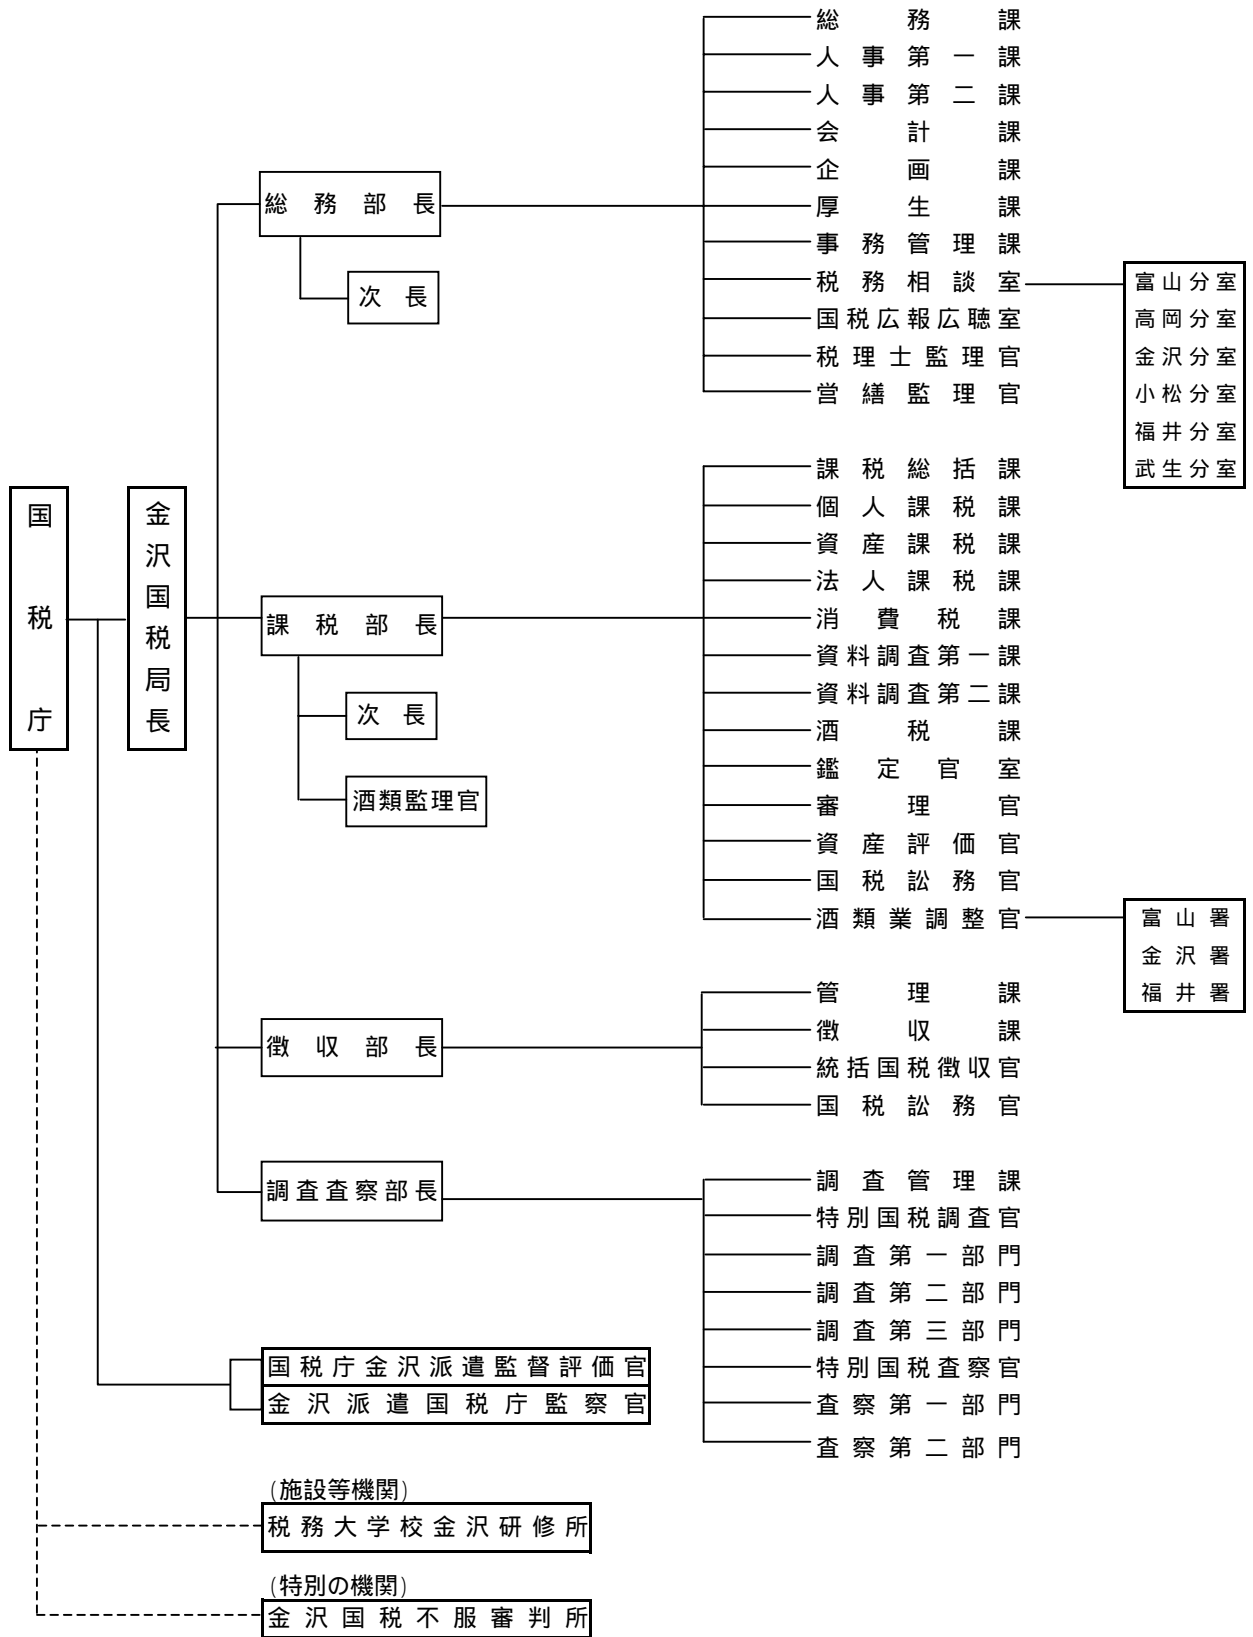 国税庁
金沢国税局長
総務部長
次長
総務課
人事第一課
人事第二課
会計課
企画課
厚生課
事務管理課
税務相談室
国税広報広聴室
税理士監理官
営繕監理官
富山分室
高岡分室
金沢分室
小松分室
福井分室
武生分室
課税部長
次長
酒類監理官
課税総括課
個人課税課
資産課税課
法人課税課
消費税課
資料調査第一課
資料調査第二課
酒税課
鑑定官室
審理官
資産評価官
国税訟務官
酒類業調整官
富山署
金沢署
福井署
徴収部長
管理課
徴収課
統括国税徴収官
国税訟務官
調査査察部長
調査管理課
特別国税調査官
調査第一部門
調査第二部門
調査第三部門
特別国税査察官
査察第一部門
査察第二部門
国税庁金沢派遣監督評価官
金沢派遣国税庁監察官
(施設等機関)
税務大学校金沢研修所
(特別の機関)
金沢国税不服審判所